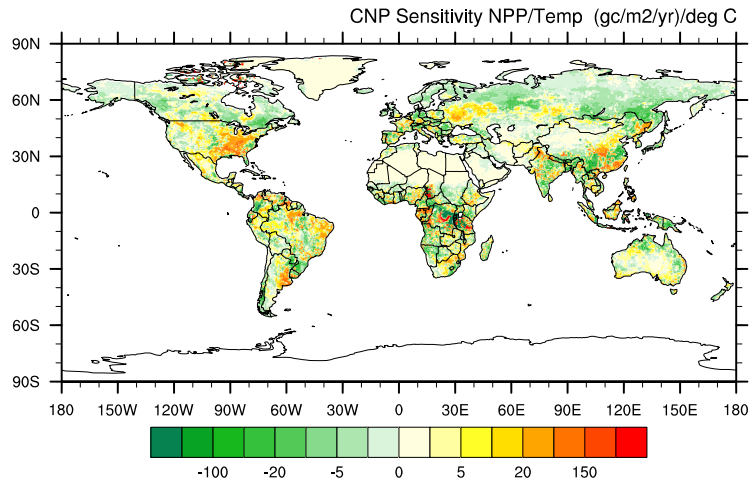 CNP Sensitivity NPP/Temp (gc/m2/yr)/deg C
90N
60N
30N
0
30S
60S
90S
180 150W 120W 90W 60W 30W 0 30E 60E 90E 120E 150E 180
-100 -20 -5 0 5 20 150